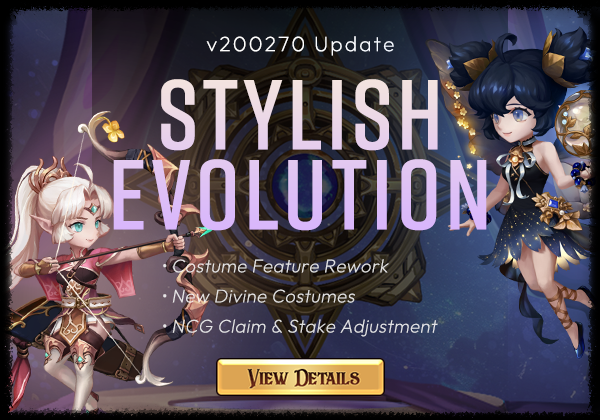 v200270 Update
STYLISH
EVOLUTION
· Costume Feature Rework
· New Divine Costumes
· NCG Claim & Stake Adjustment
View Details